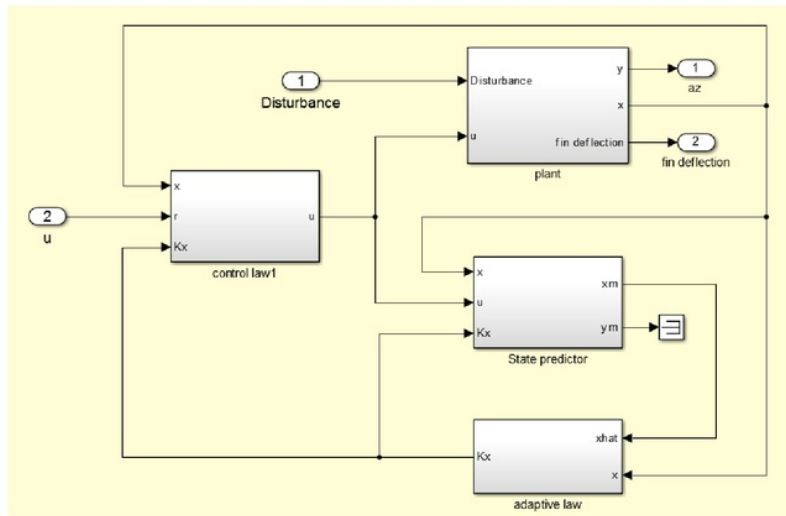 1
Disturbance
Disturbance
u
y
x
fin deflection
plant
1
az
2
fin deflection
2
u
x
r
Kx
u
control law1
x
u
Kx
xm
ym
State predictor
Kx
xhat
x
adaptive law